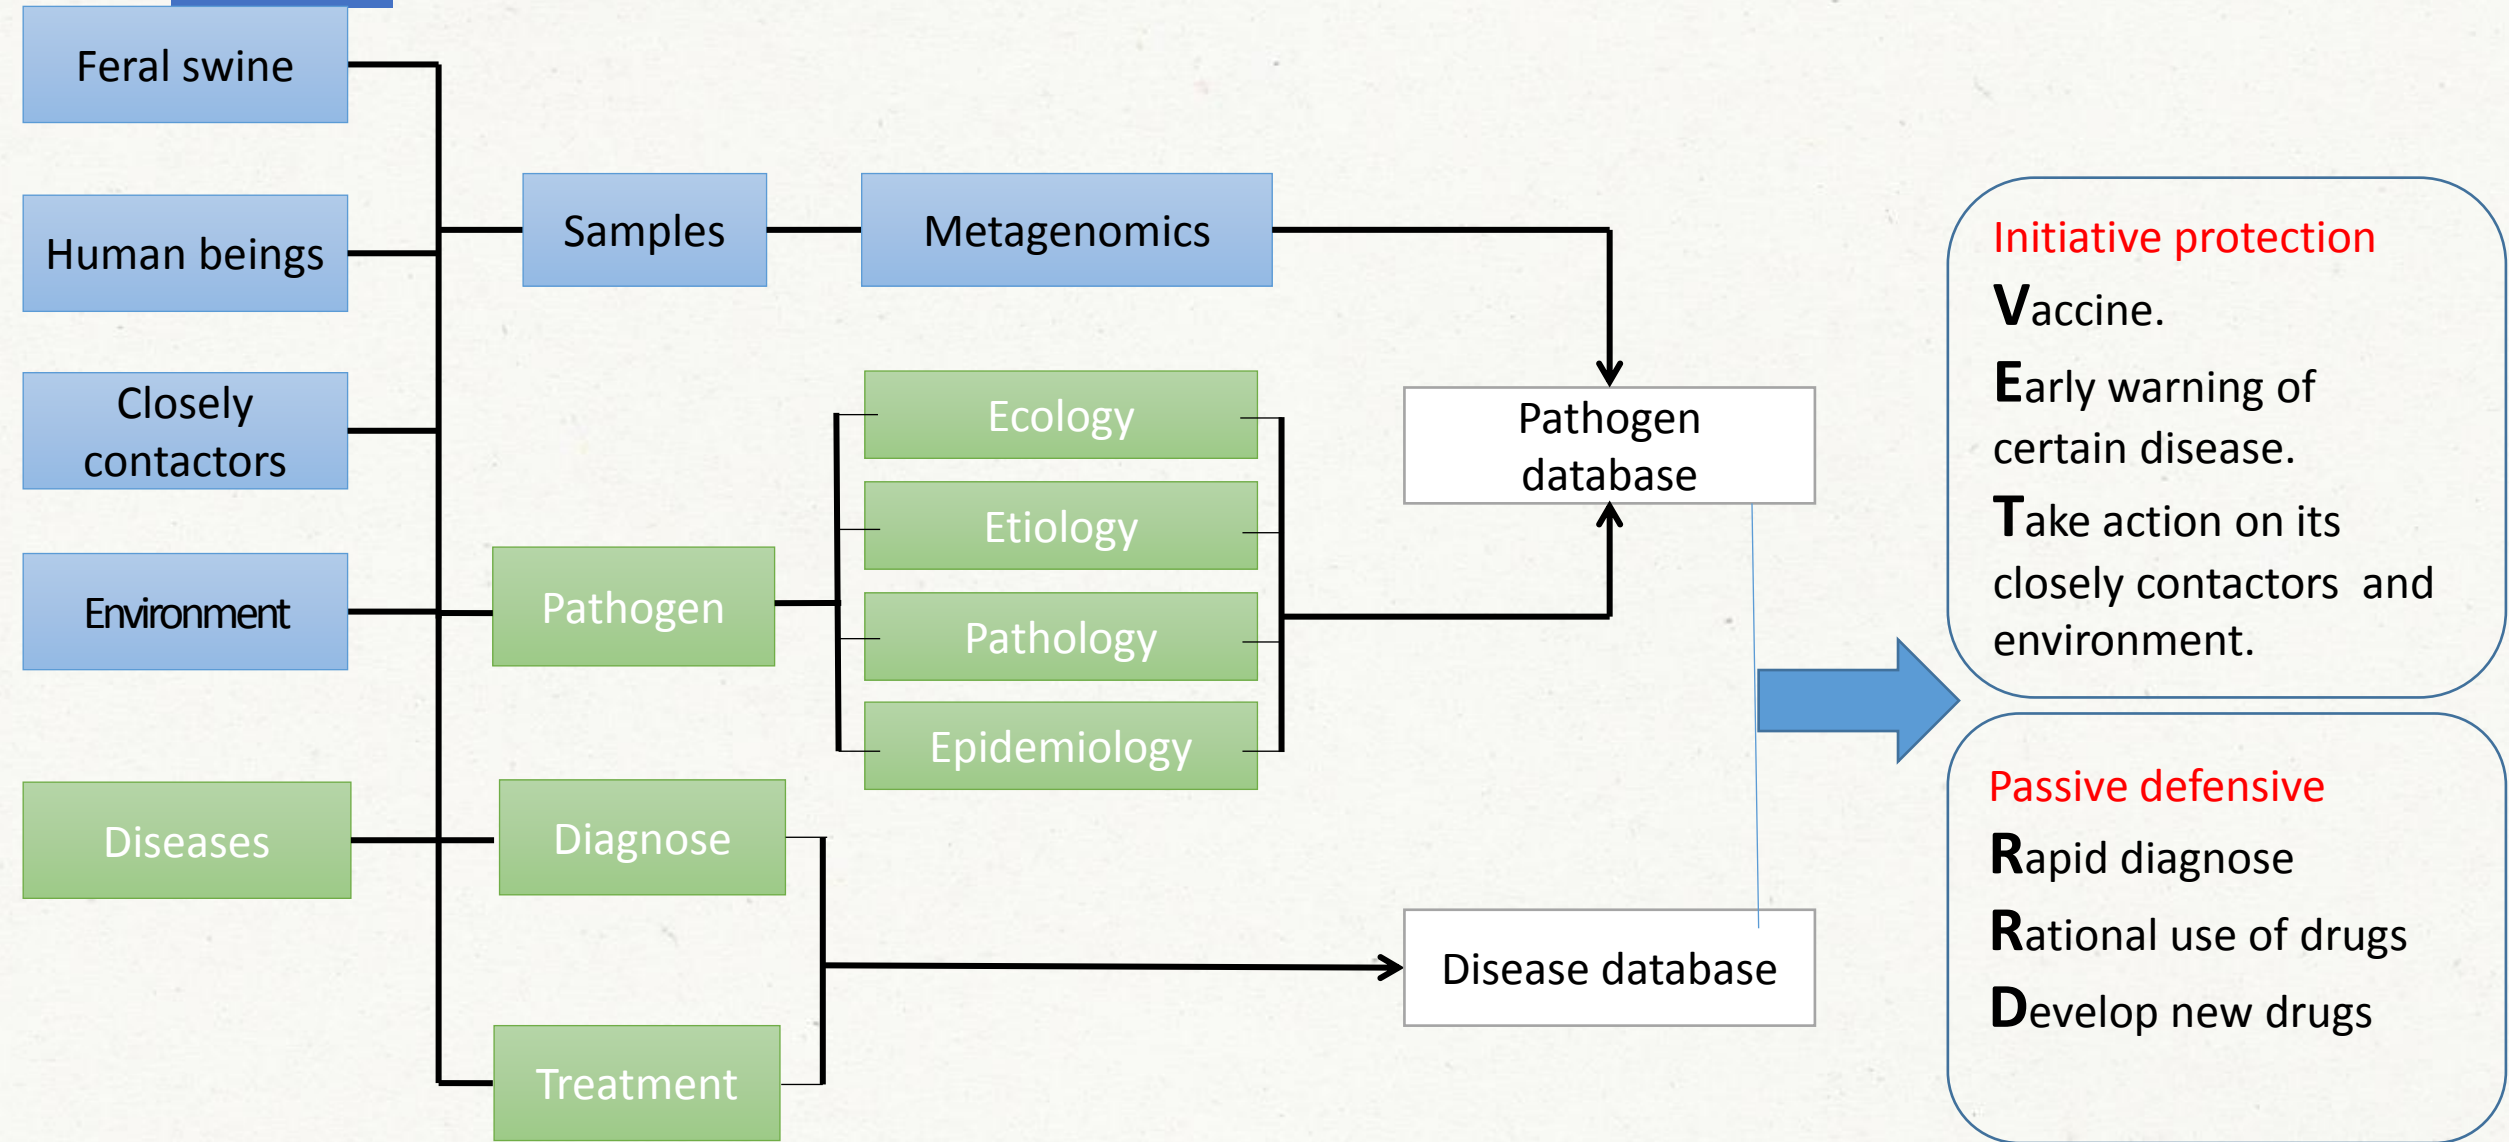 Feral swine
Human beings
Closely
contactors
Environment
Diseases
Samples
Metagenomics
Pathogen
Diagnose
Treatment
Ecology
Etiology
Pathology
Epidemiology
Pathogen
database
Disease database
Initiative protection
Vaccine.
Early warning of
certain disease.
Take action on its
closely contactors and
environment.
Passive defensive
Rapid diagnose
Rational use of drugs
Develop new drugs